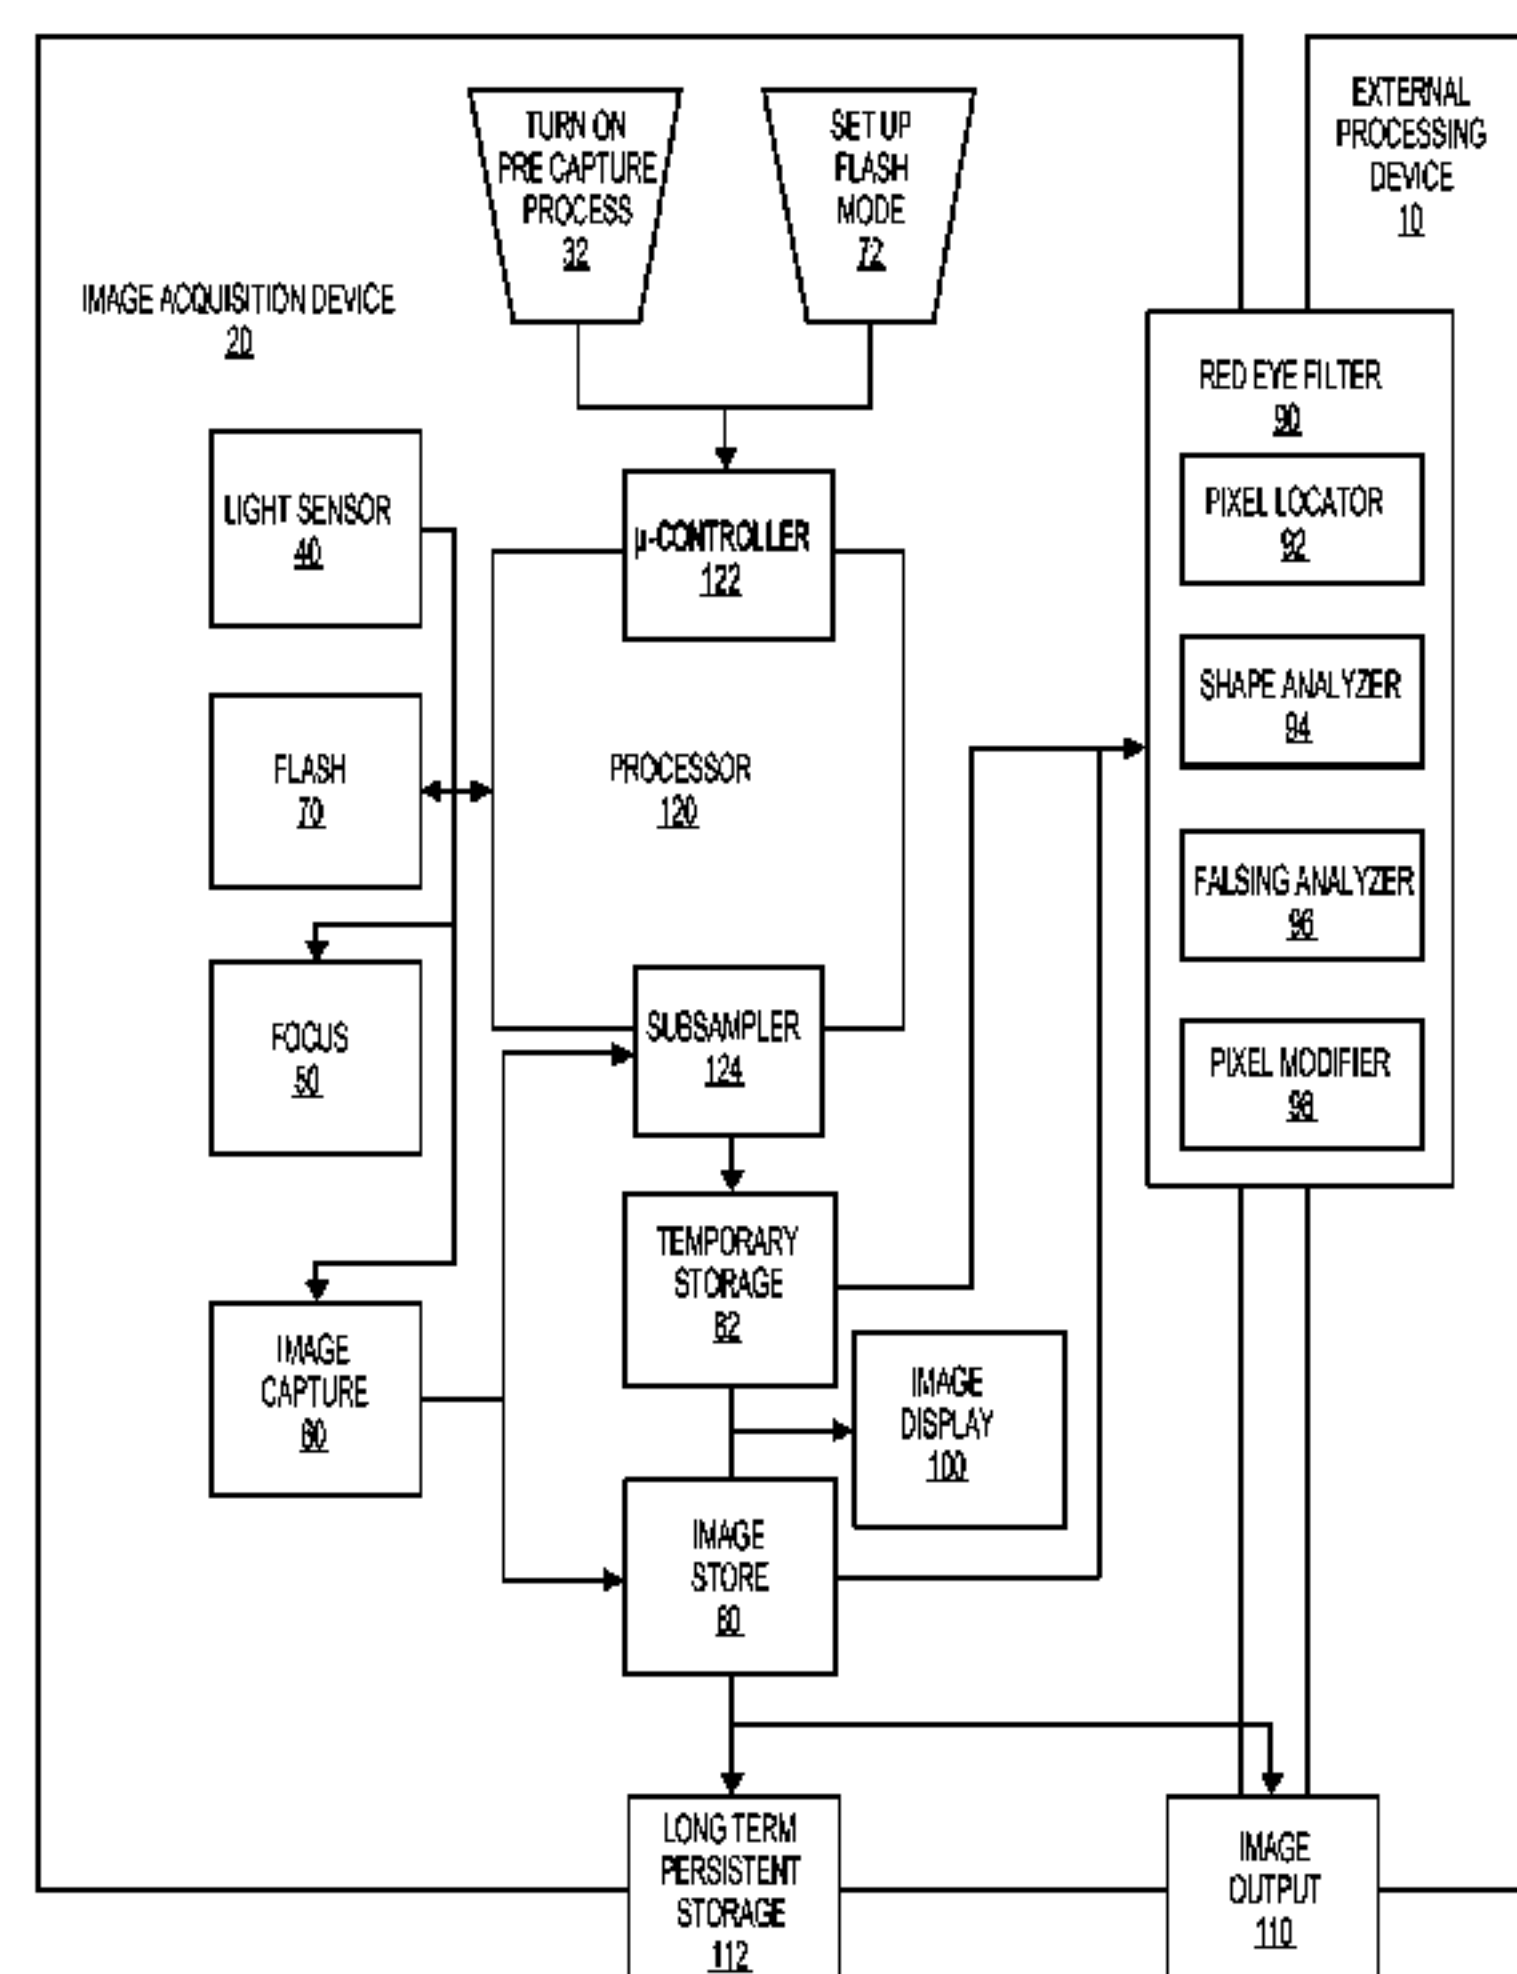 EXTERNAL
PROCESSING
DEVICE
10
TURN ON
PRE CAPTURE
PROCESS
32
SET UP
FLASH
MODE
72
IMAGE ACQUISITION DEVICE
20
RED EYE FILTER
90
LIGHT SENSOR
40
PIXEL LOCATOR
92
µ-CONTROLLER
122
SHAPE ANALYZER
94
FLASH
70
PROCESSOR
120
FALSING ANALYZER
96
FOCUS
50
SUBSAMPLER
124
PIXEL MODIFIER
98
TEMPORARY
STORAGE
82
IMAGE
CAPTURE
60
IMAGE
DISPLAY
100
IMAGE
STORE
80
LONG TERM
PERSISTENT
STORAGE
112
IMAGE
OUTPUT
110